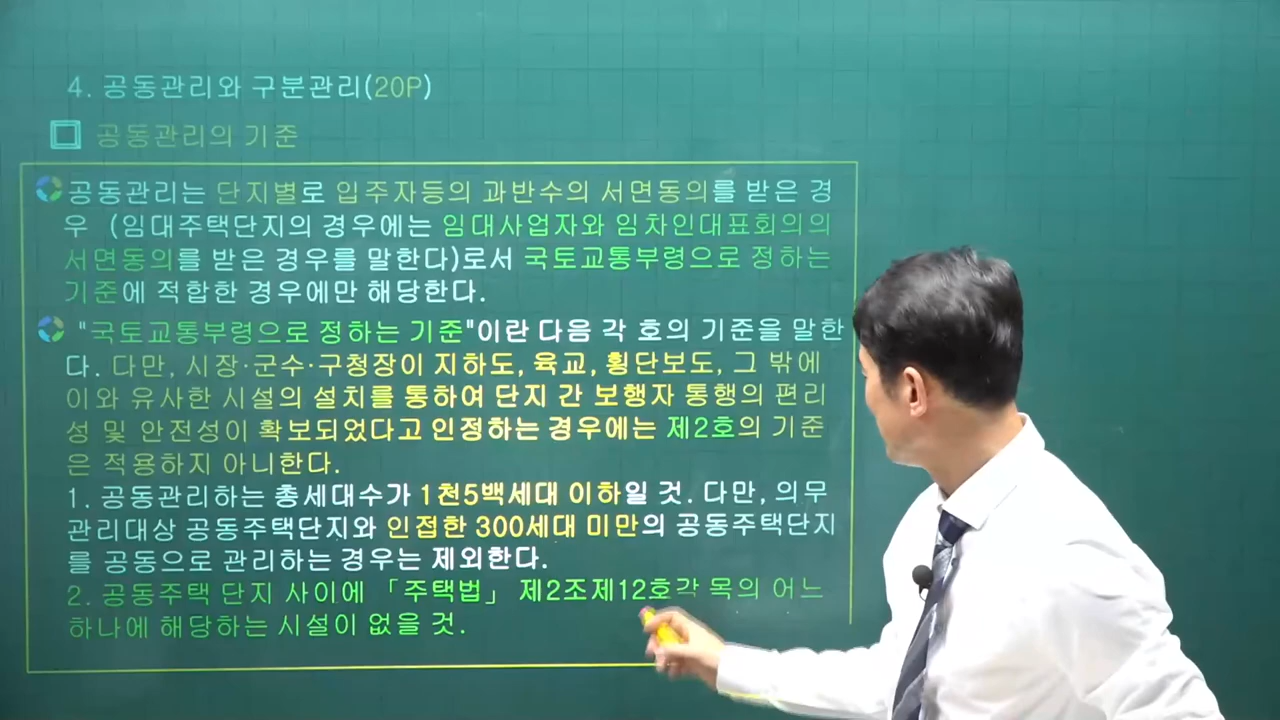 4. 공동관리와 구분관리(20P)
공동관리의 기준
공동관리는 단지별로 입주자등의 과반수의 서면동의를 받은 경
우 (임대주택단지의 경우에는 임대사업자와 임차인대표회의의
서면동의를 받은 경우를 말한다)로서 국토교통부령으로 정하는
기준에 적합한 경우에만 해당한다.
"국토교통부령으로 정하는 기준"이란 다음 각 호의 기준을 말한
다. 다만, 시장·군수·구청장이 지하도, 육교, 횡단보도, 그 밖에
이와 유사한 시설의 설치를 통하여 단지 간 보행자 통행의 편리
성 및 안전성이 확보되었다고 인정하는 경우에는 제2호의 기준
은 적용하지 아니한다.
1. 공동관리하는 총세대수가 1천5백세대 이하일 것. 다만, 의무
관리대상 공동주택단지와 인접한 300세대 미만의 공동주택단지
를 공동으로 관리하는 경우는 제외한다.
2. 공동주택 단지 사이에 「주택법」 제2조제12호각 목의 어느
하나에 해당하는 시설이 없을 것.